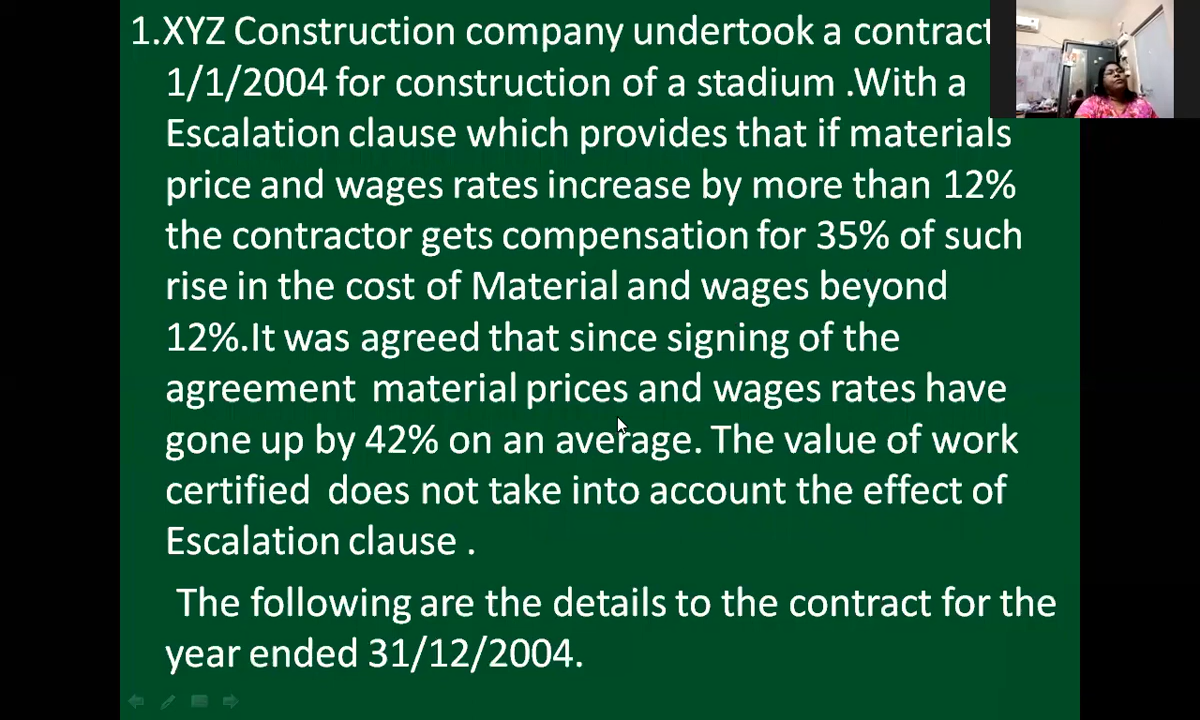 1.XYZ Construction company undertook a contract
1/1/2004 for construction of a stadium .With a
Escalation clause which provides that if materials
price and wages rates increase by more than 12%
the contractor gets compensation for 35% of such
rise in the cost of Material and wages beyond
12%.It was agreed that since signing of the
agreement material prices and wages rates have
gone up by 42% on an average. The value of work
certified does not take into account the effect of
Escalation clause .
The following are the details to the contract for the
year ended 31/12/2004.